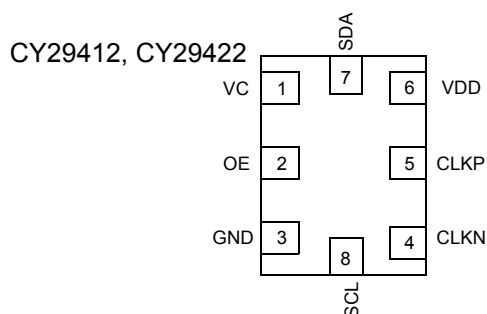 CY29412, CY29422
SDA
7
VC 1
6 VDD
OE 2
5 CLKP
GND 3
4 CLKN
8
SCL